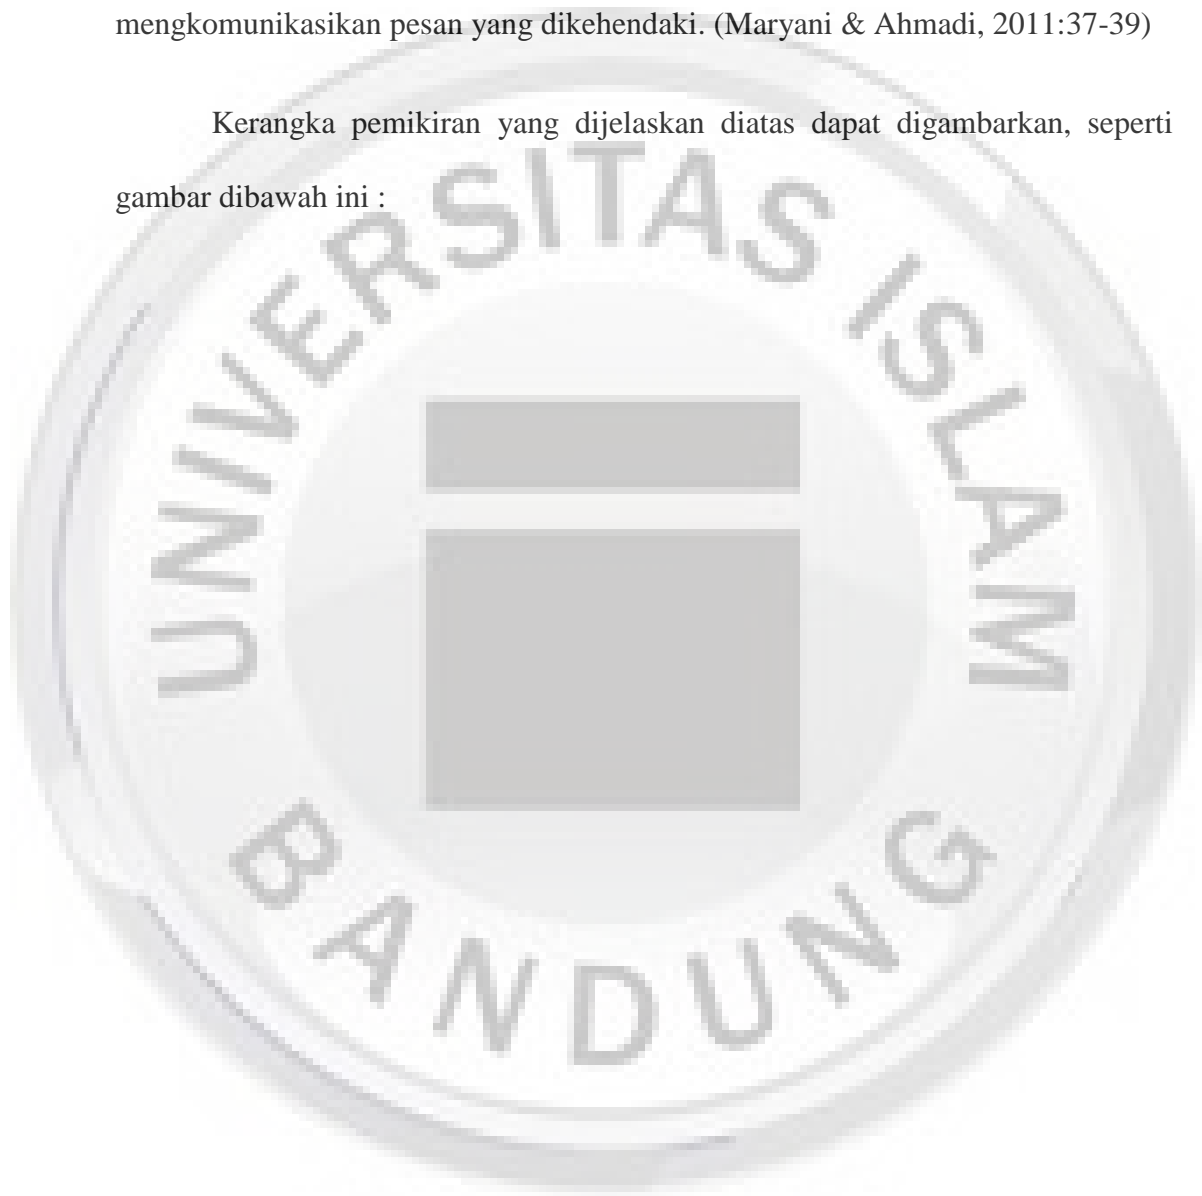 mengkomunikasikan pesan yang dikehendaki. (Maryani & Ahmadi, 2011:37-39)
Kerangka pemikiran yang dijelaskan diatas dapat digambarkan, seperti
gambar dibawah ini :
UNIVERSITAS ISLAM
BANDUNG